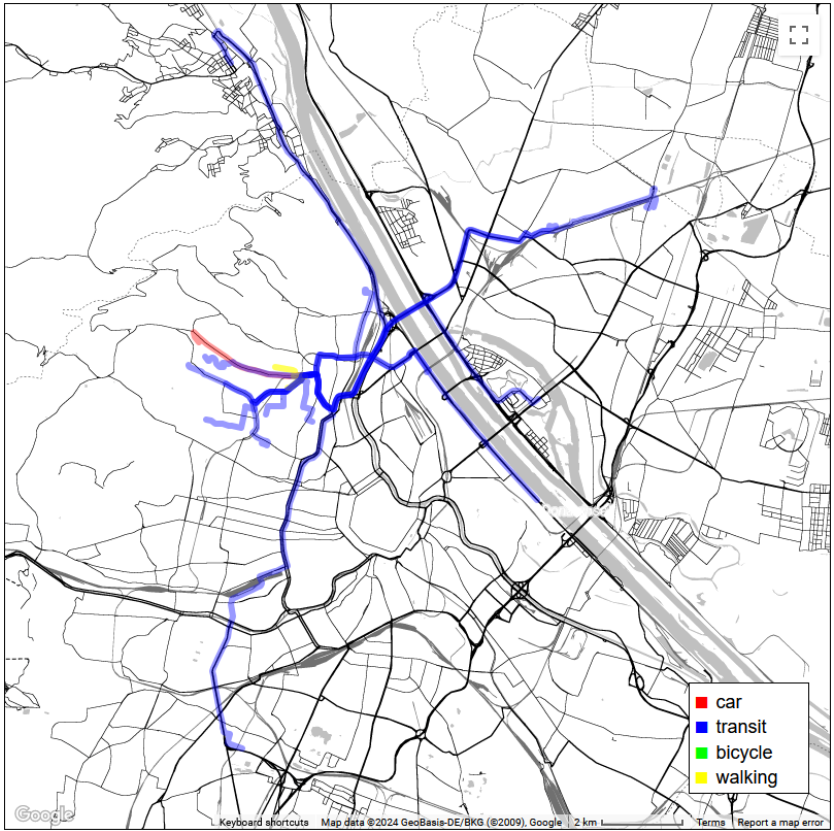 car
transit
bicycle
walking
Google
Keyboard shortcuts
Map data ©2024 GeoBasis-DE/BKG (©2009), Google
2 km
Terms
Report a map error